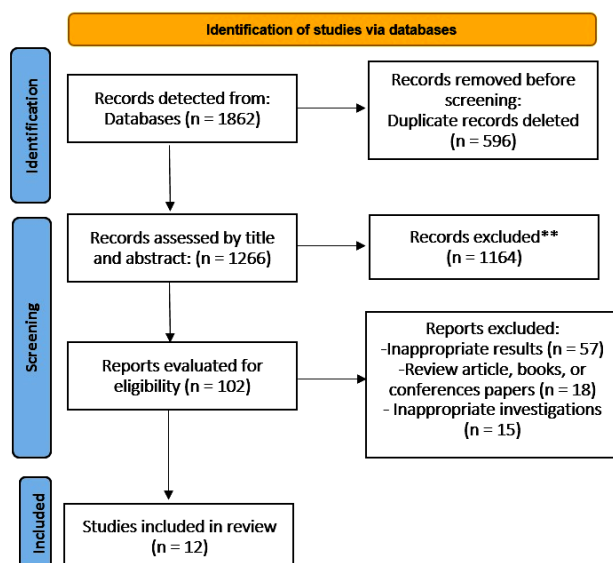 Identification of studies via databases
Identification
Records detected from:
Databases (n = 1862)
Records removed before
screening:
Duplicate records deleted
(n = 596)
Screening
Records assessed by title
and abstract: (n = 1266)
Records excluded**
(n = 1164)
Reports evaluated for
eligibility (n = 102)
Reports excluded:
-Inappropriate results (n = 57)
-Review article, books, or
conferences papers (n = 18)
- Inappropriate investigations
(n = 15)
Included
Studies included in review
(n = 12)